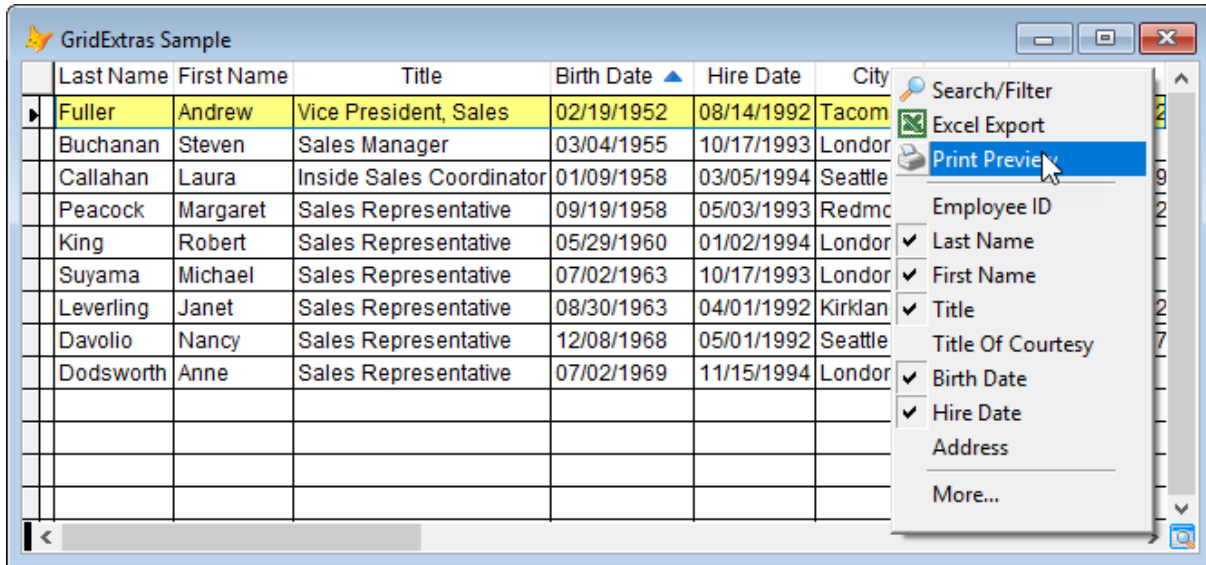 GridExtras Sample
Last Name First Name Title Birth Date Hire Date City
Search/Filter
Fuller Andrew Vice President, Sales 02/19/1952 08/14/1992 Tacom 2
Excel Export
Buchanan Steven Sales Manager 03/04/1955 10/17/1993 London
Print Preview
Callahan Laura Inside Sales Coordinator 01/09/1958 03/05/1994 Seattle 9
Peacock Margaret Sales Representative 09/19/1958 05/03/1993 Redmo 2
Employee ID
King Robert Sales Representative 05/29/1960 01/02/1994 London
Last Name
Suyama Michael Sales Representative 07/02/1963 10/17/1993 London
First Name
Leverling Janet Sales Representative 08/30/1963 04/01/1992 Kirklan 2
Title
Davolio Nancy Sales Representative 12/08/1968 05/01/1992 Seattle 7
Title Of Courtesy
Dodsworth Anne Sales Representative 07/02/1969 11/15/1994 London
Birth Date
Hire Date
Address
More...